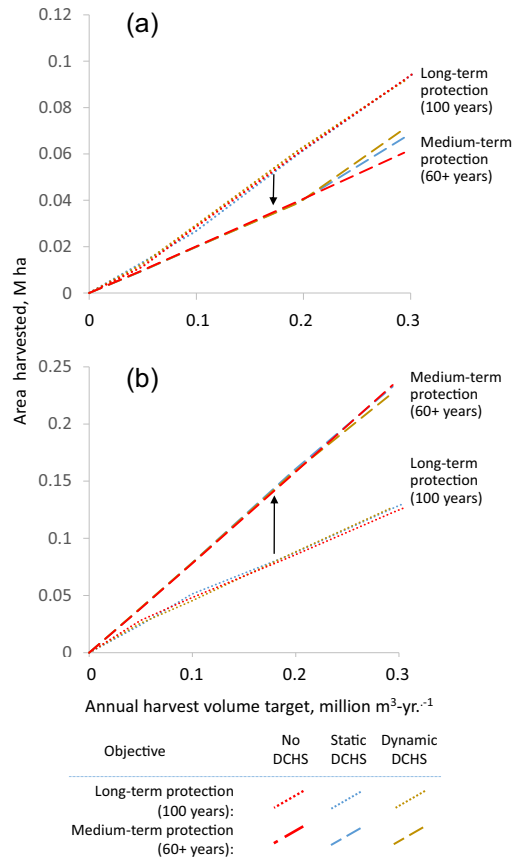 (a)
0.12
0.1
0.08
0.06
0.04
0.02
0
0
0.1
0.2
0.3
Long-term
protection
(100 years)
Medium-term
protection
(60+ years)
Area harvested, M ha
(b)
0.25
0.2
0.15
0.1
0.05
0
0
0.1
0.2
0.3
Medium-term
protection
(60+ years)
Long-term
protection
(100 years)
Annual harvest volume target, million m³-yr.⁻¹
Objective
No
DCHS
Static
DCHS
Dynamic
DCHS
Long-term protection
(100 years):
Medium-term protection
(60+ years):